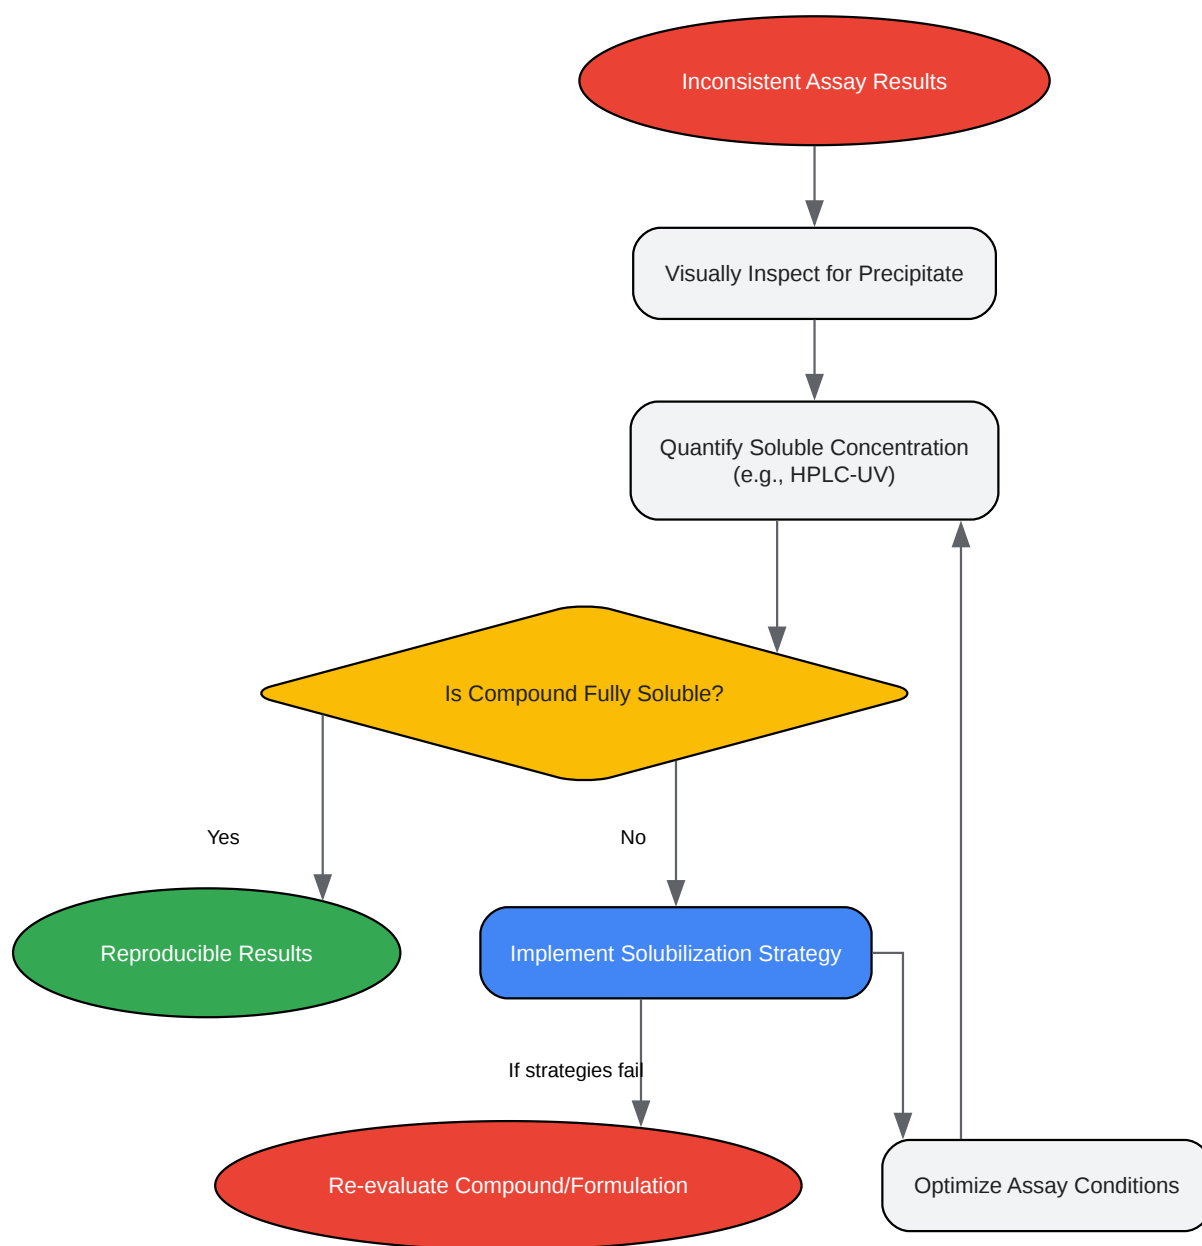 Inconsistent Assay Results
Visually Inspect for Precipitate
Quantify Soluble Concentration
(e.g., HPLC-UV)
Is Compound Fully Soluble?
Yes
No
Reproducible Results
Implement Solubilization Strategy
If strategies fail
Re-evaluate Compound/Formulation
Optimize Assay Conditions